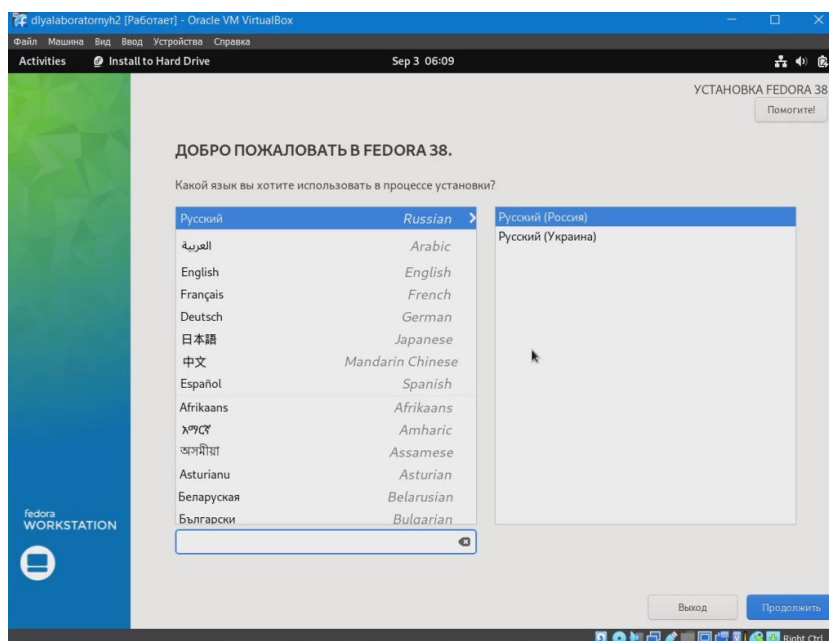 dlyalaboratornyh2 [Работает] - Oracle VM VirtualBox
Файл Машина Вид Ввод Устройства Справка
Activities Install to Hard Drive Sep 3 06:09
УСТАНОВКА FEDORA 38
Помогите!
ДОБРО ПОЖАЛОВАТЬ В FEDORA 38.
Какой язык вы хотите использовать в процессе установки?
Русский Russian
العربية Arabic
English English
Français French
Deutsch German
日本語 Japanese
中文 Mandarin Chinese
Español Spanish
Afrikaans Afrikaans
አማርኛ Amharic
অসমীয়া Assamese
Asturianu Asturian
Беларуская Belarusian
Български Bulgarian
Русский (Россия)
Русский (Украина)
fedora
WORKSTATION
Выход Продолжить
Right Ctrl